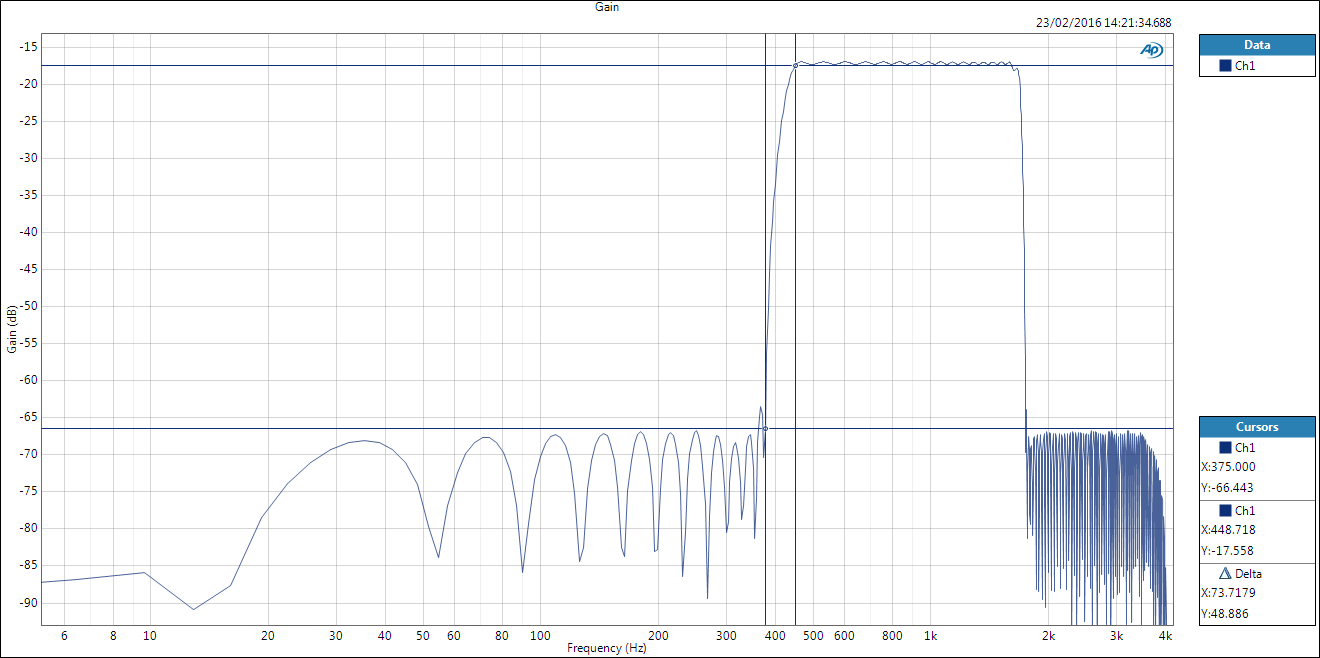 Gain
23/02/2016 14:21:34.688
AP
Data
Ch1
-15
-20
-25
-30
-35
-40
-45
-50
-55
-60
-65
-70
-75
-80
-85
-90
Gain (dB)
6 8 10 20 30 40 50 60 80 100 200 300 400 500 600 800 1k 2k 3k 4k
Frequency (Hz)
Cursors
Ch1
X:375.000
Y:-66.443
Ch1
X:448.718
Y:-17.558
Delta
X:73.7179
Y:48.886